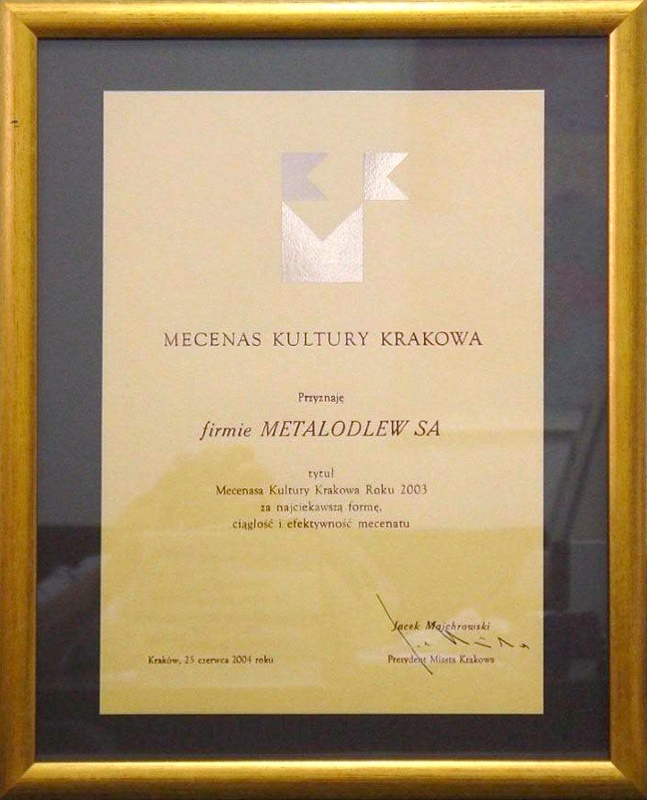 MECENAS KULTURY KRAKOWA
Przyznaję
firmie METALODLEW SA
tytuł
Mecenasa Kultury Krakowa Roku 2003
za najciekawszą formę,
ciągłość i efektywność mecenatu
Jacek Majchrowski
Kraków, 25 czerwca 2004 roku
Prezydent Miasta Krakowa